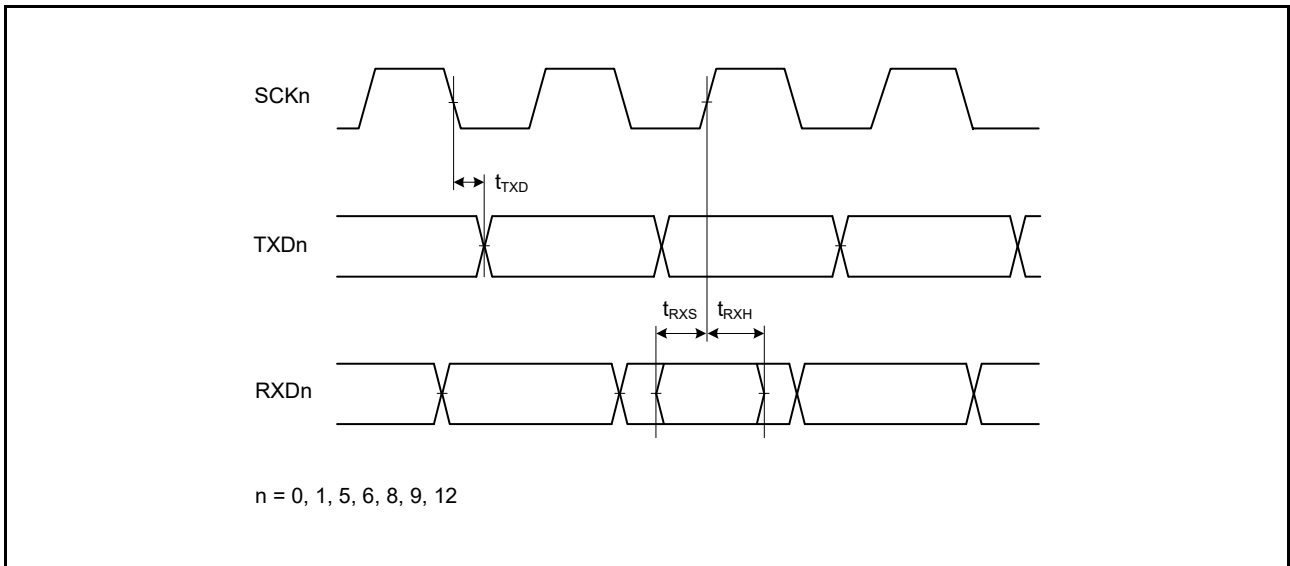 SCKn
tTXD
TXDn
tRXS tRXH
RXDn
n = 0, 1, 5, 6, 8, 9, 12